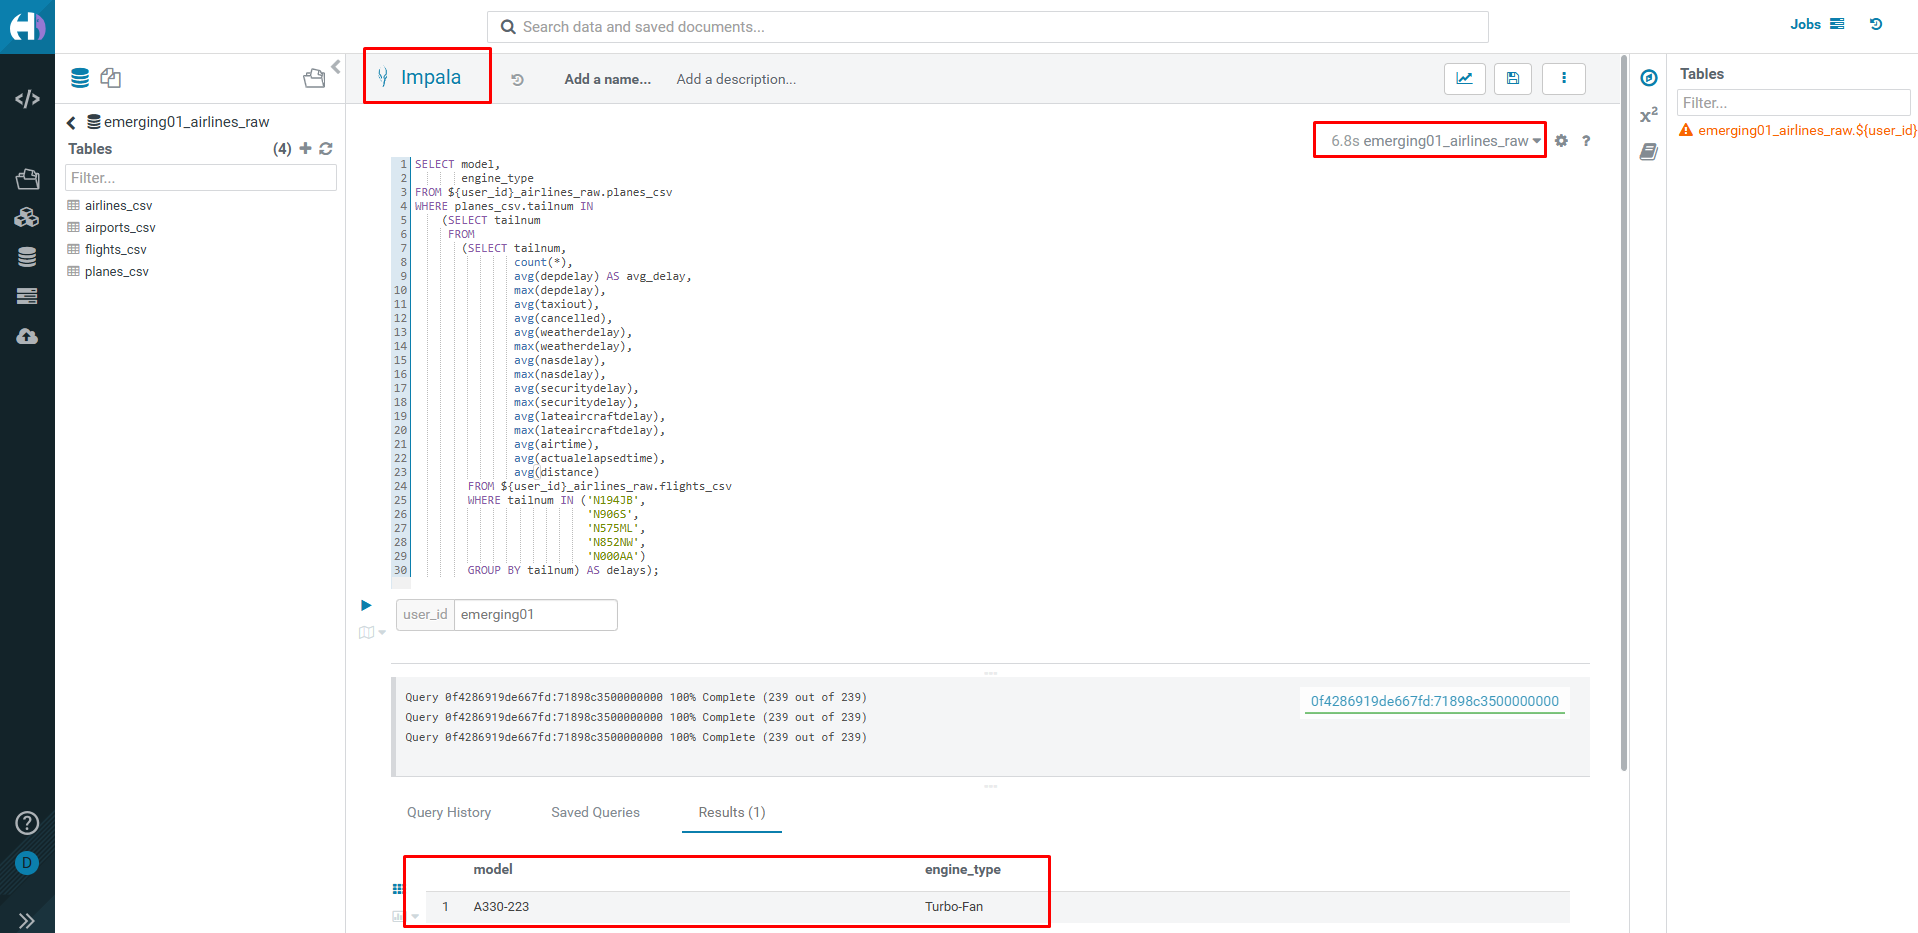 Search data and saved documents...
Jobs
emerging01_airlines_raw
Tables (4)
Filter...
airlines_csv
airports_csv
flights_csv
planes_csv
D
Impala
Add a name...
Add a description...
6.8s emerging01_airlines_raw
?
1 SELECT model,
2 engine_type
3 FROM ${user_id}_airlines_raw.planes_csv
4 WHERE planes_csv.tailnum IN
5 (SELECT tailnum
6 FROM
7 (SELECT tailnum,
8 count(*),
9 avg(depdelay) AS avg_delay,
10 max(depdelay),
11 avg(taxiout),
12 avg(cancelled),
13 avg(weatherdelay),
14 max(weatherdelay),
15 avg(nasdelay),
16 max(nasdelay),
17 avg(securitydelay),
18 max(securitydelay),
19 avg(lateaircraftdelay),
20 max(lateaircraftdelay),
21 avg(airtime),
22 avg(actualelapsedtime),
23 avg(distance)
24 FROM ${user_id}_airlines_raw.flights_csv
25 WHERE tailnum IN ('N194JB',
26 'N906S',
27 'N575ML',
28 'N852NW',
29 'N000AA')
30 GROUP BY tailnum) AS delays);
user_id emerging01
Query 0f4286919de667fd:71898c3500000000 100% Complete (239 out of 239)
Query 0f4286919de667fd:71898c3500000000 100% Complete (239 out of 239)
Query 0f4286919de667fd:71898c3500000000 100% Complete (239 out of 239)
0f4286919de667fd:71898c3500000000
Query History
Saved Queries
Results (1)
model engine_type
1 A330-223 Turbo-Fan
x²
Tables
Filter...
emerging01_airlines_raw.${user_id}